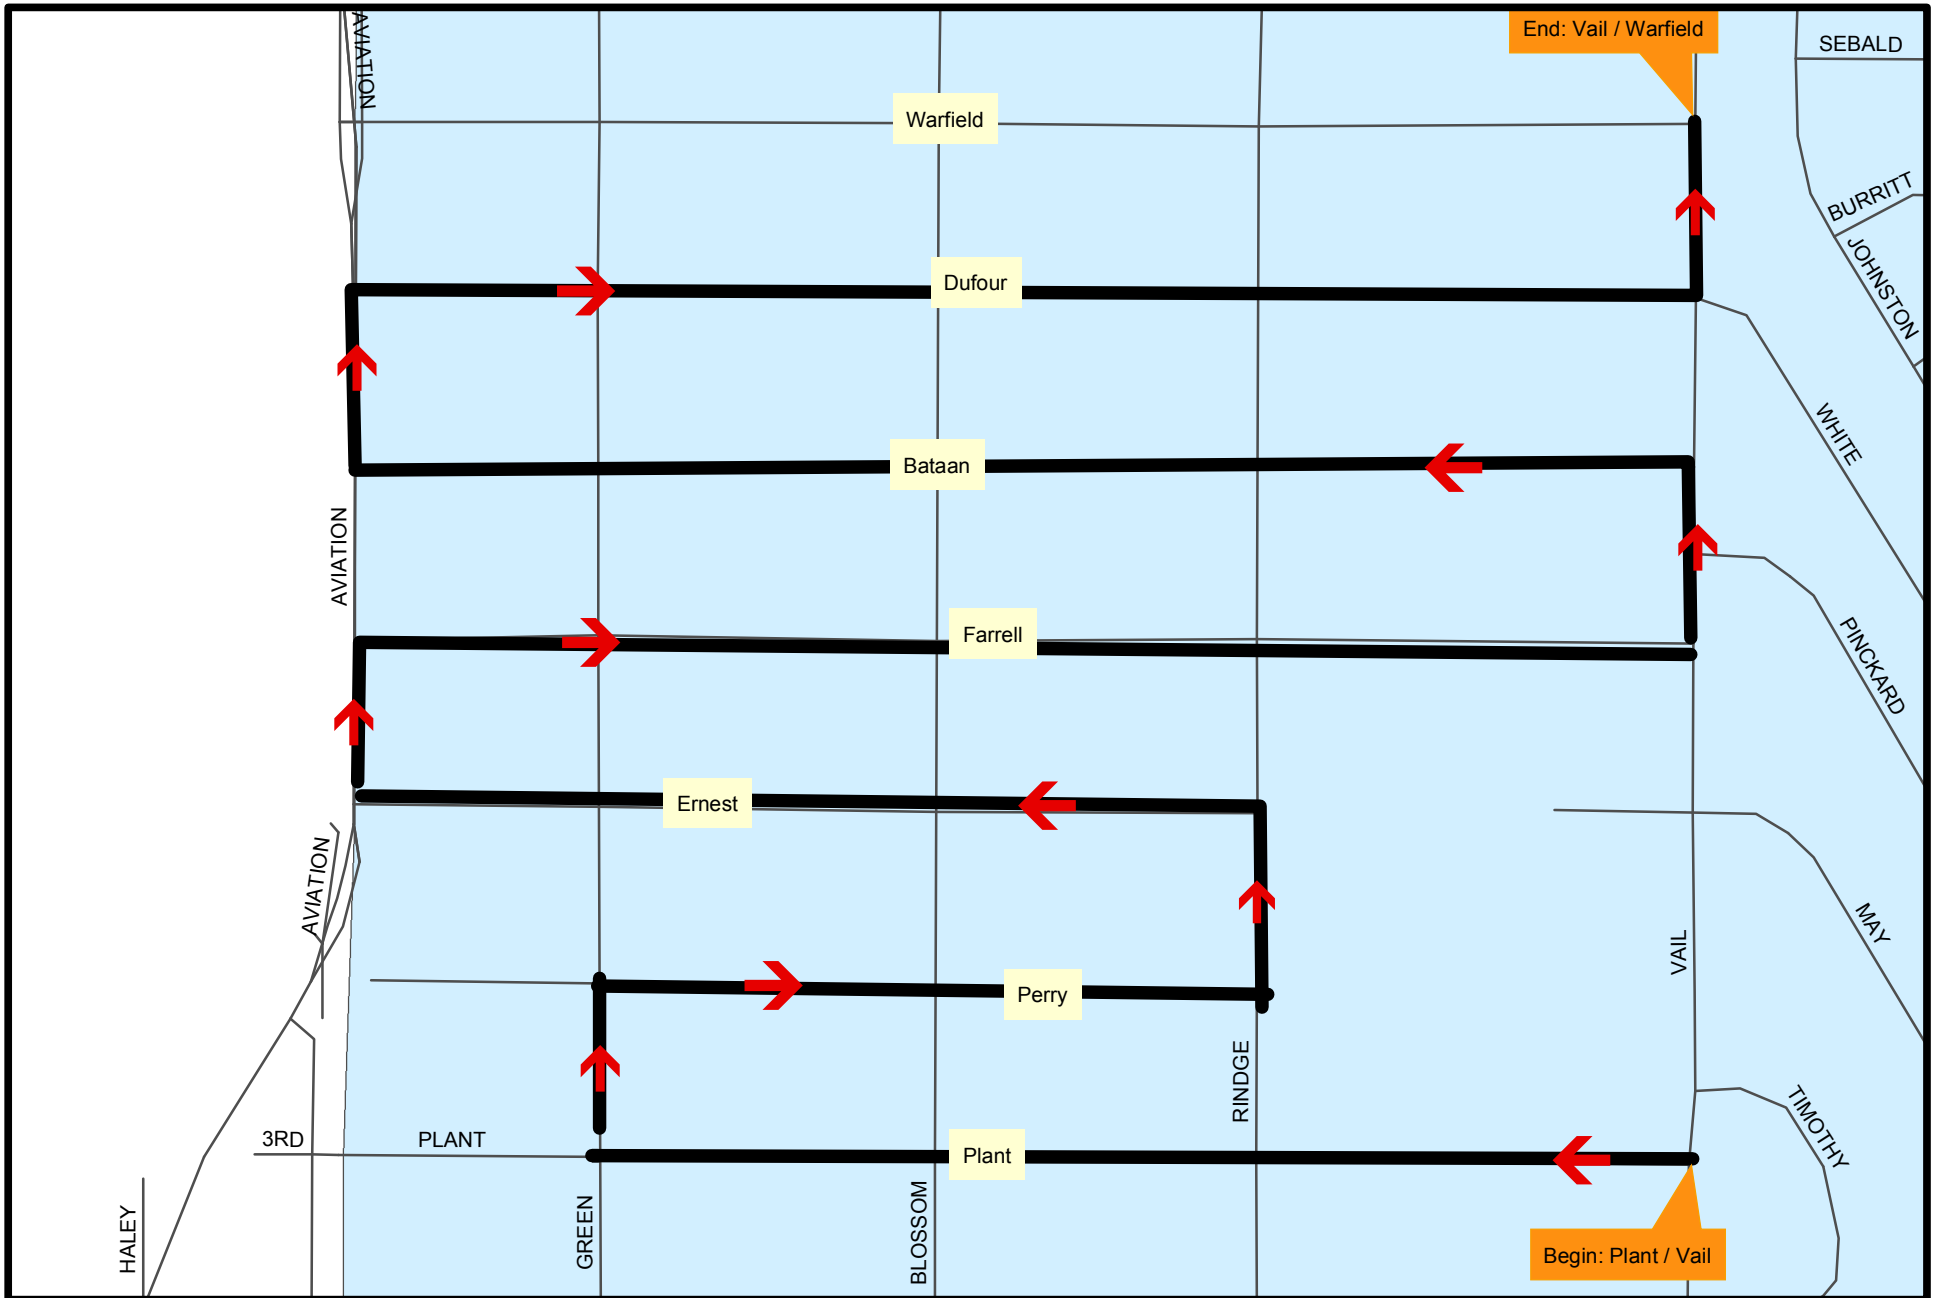 AVIATION
End: Vail / Warfield
SEBALD
Warfield
BURRITT
JOHNSTON
Dufour
WHITE
Bataan
AVIATION
Farrell
PINCKARD
Ernest
AVIATION
MAY
VAIL
Perry
RINDGE
TIMOTHY
3RD
PLANT
Plant
HALEY
GREEN
BLOSSOM
Begin: Plant / Vail